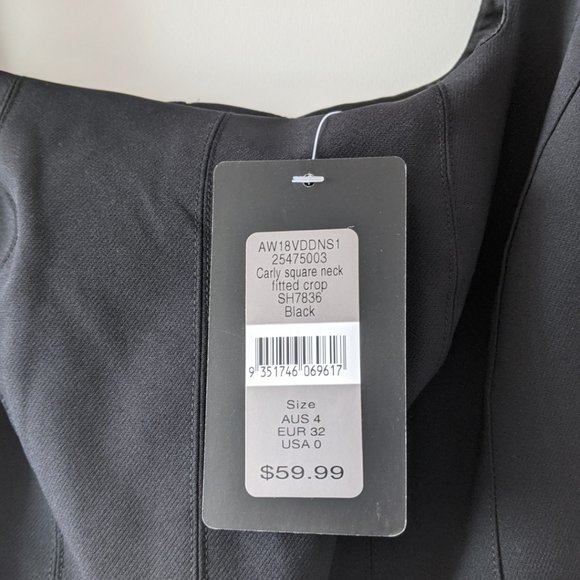 AW18VDDNS1
25475003
Carly square neck
fitted crop
SH7836
Black
9 351746 069617
Size
AUS 4
EUR 32
USA 0
$59.99